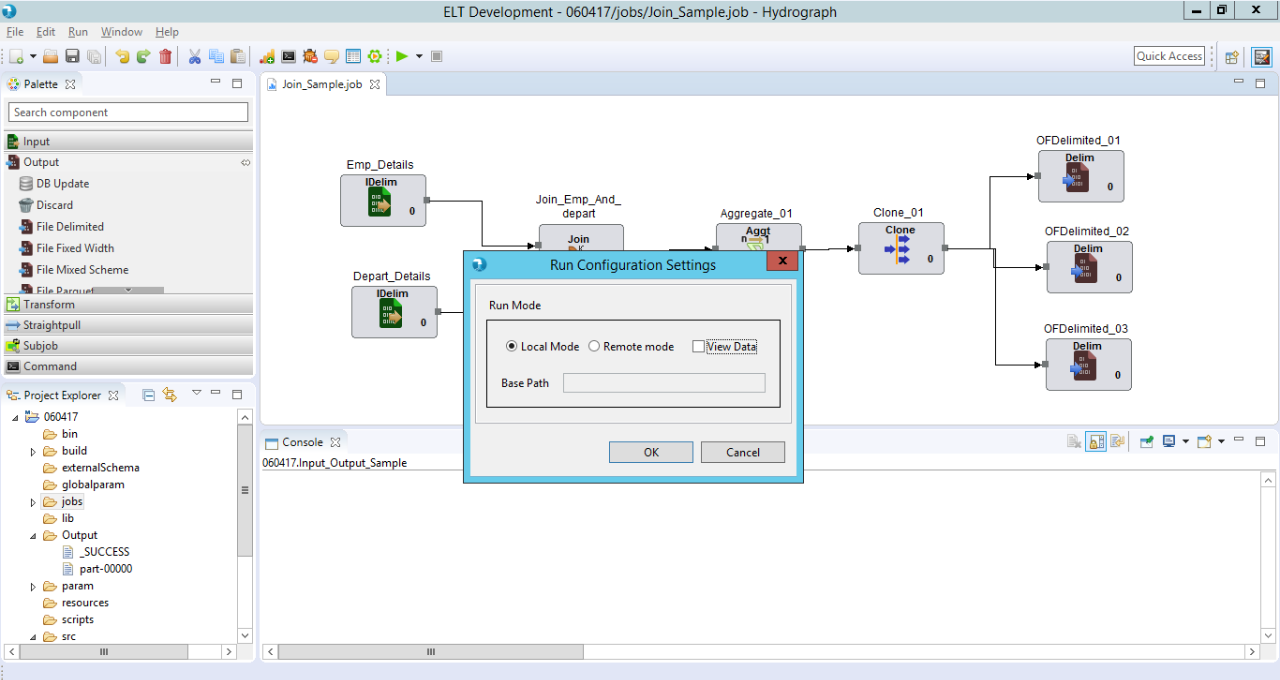 ELT Development - 060417/jobs/Join_Sample.job - Hydrograph
File Edit Run Window Help
Quick Access
Palette
Search component
Input
Output
DB Update
Discard
File Delimited
File Fixed Width
File Mixed Scheme
File Parquet
Transform
Straightpull
Subjob
Command
Project Explorer
060417
bin
build
externalSchema
globalparam
jobs
lib
Output
_SUCCESS
part-00000
param
resources
scripts
src
Join_Sample.job
Emp_Details
IDelim
0
Depart_Details
IDelim
0
Join_Emp_And_
depart
Join
Aggregate_01
Aggt
Clone_01
Clone
0
OFDelimited_01
Delim
0
OFDelimited_02
Delim
0
OFDelimited_03
Delim
0
Run Configuration Settings
Run Mode
Local Mode Remote mode View Data
Base Path
OK Cancel
Console
060417.Input_Output_Sample